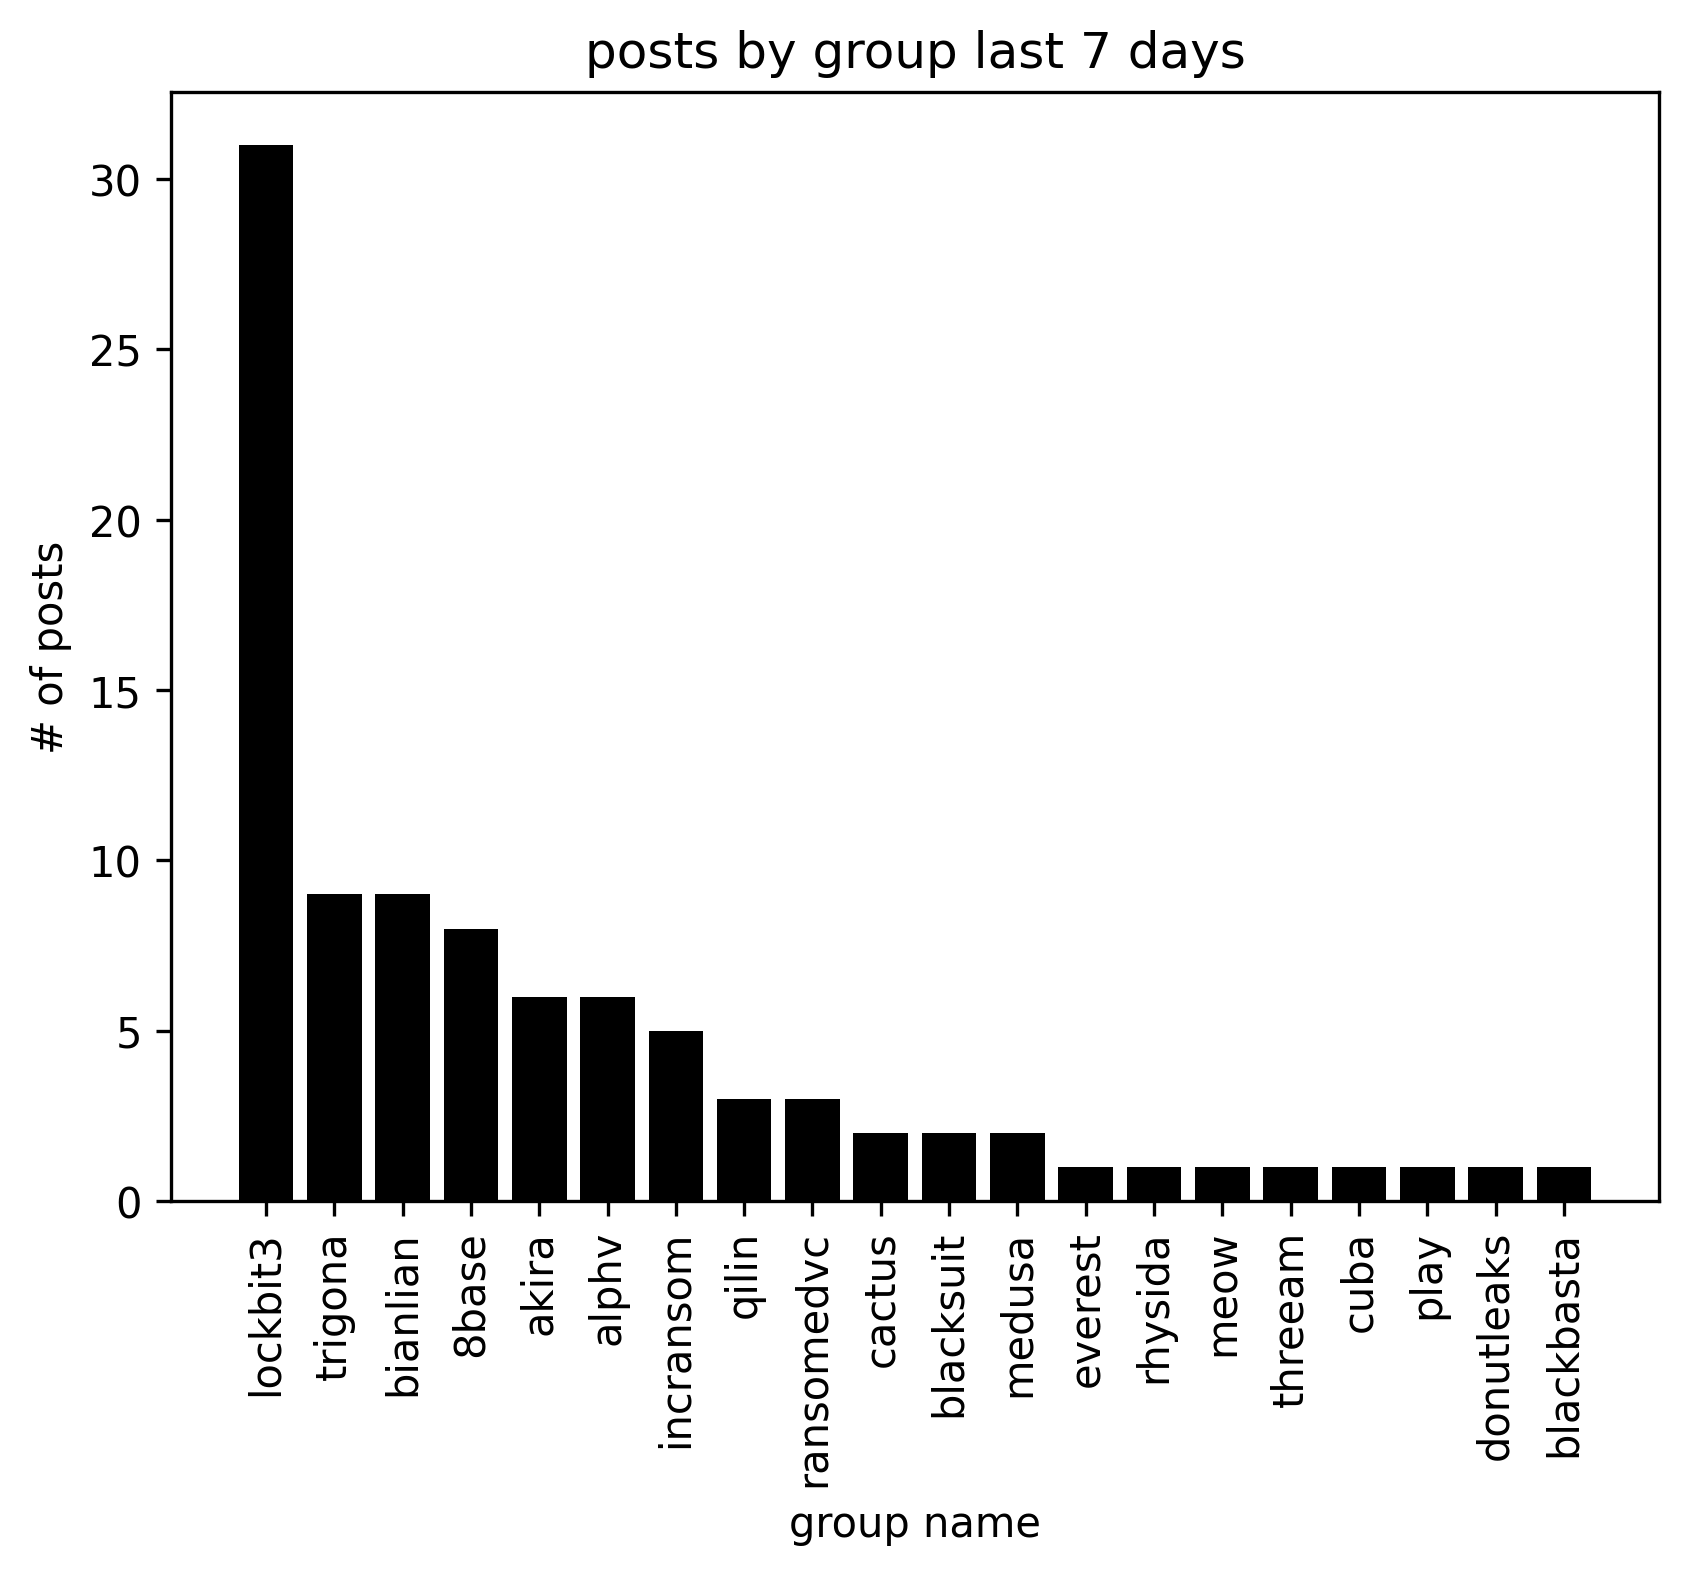 posts by group last 7 days
# of posts
30
25
20
15
10
5
0
lockbit3
trigona
bianlian
8base
akira
alphv
incransom
qilin
ransomedvc
cactus
blacksuit
medusa
everest
rhysida
meow
threeam
cuba
play
donutleaks
blackbasta
group name